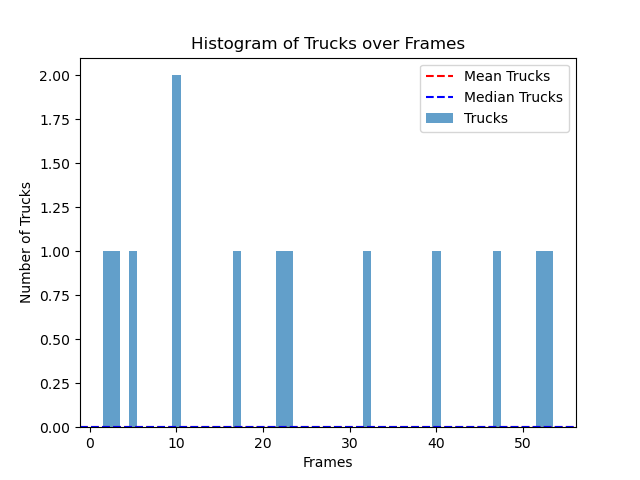 Histogram of Trucks over Frames
Mean Trucks
Median Trucks
Trucks
2.00
1.75
1.50
1.25
1.00
0.75
0.50
0.25
0.00
Number of Trucks
0 10 20 30 40 50
Frames